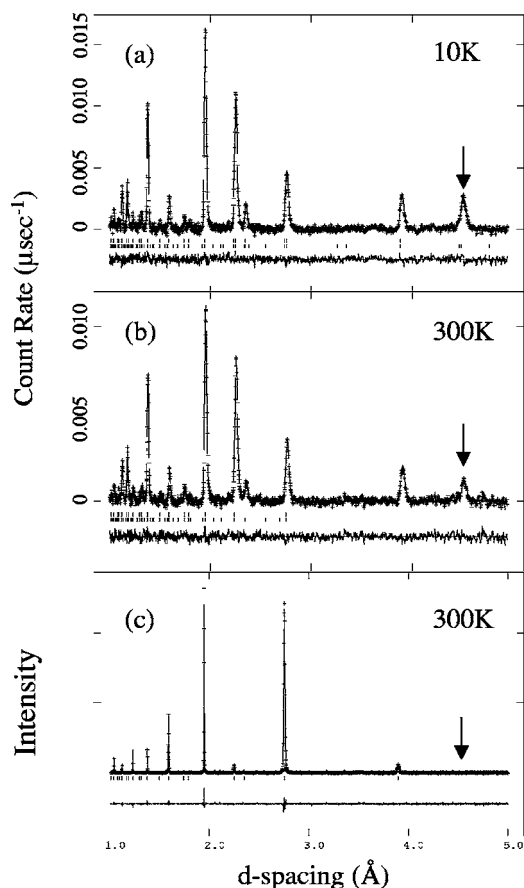 0.015
(a)
10K
0.010
0.005
0
(b)
300K
0.010
0.005
0
Count Rate (μsec⁻¹)
(c)
300K
Intensity
1.0 2.0 3.0 4.0 5.0
d-spacing (Å)